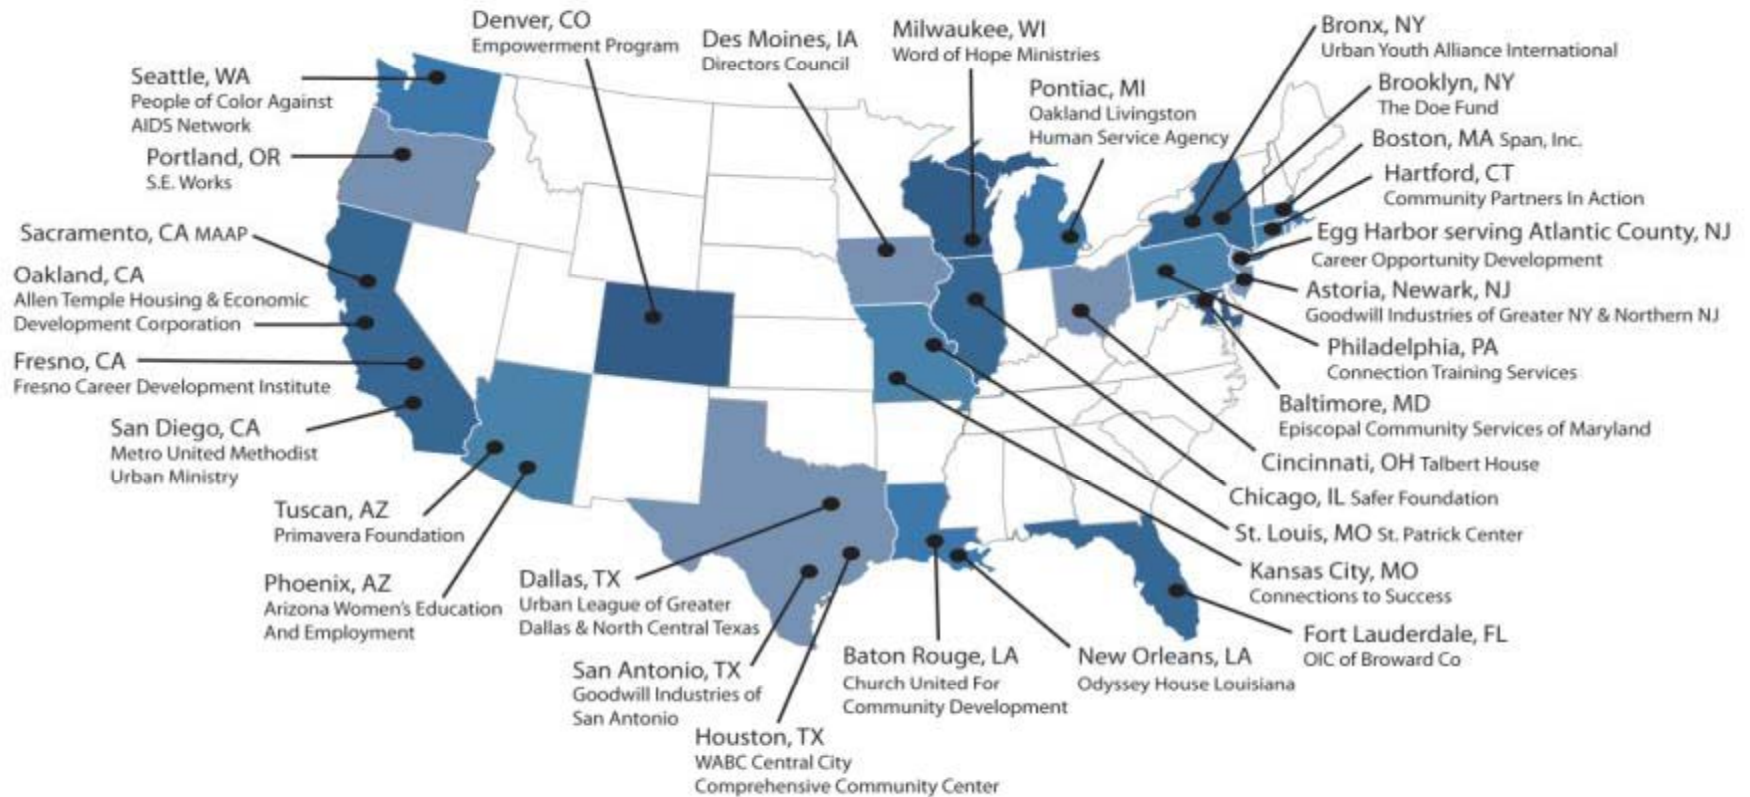 Denver, CO
Empowerment Program
Des Moines, IA
Directors Council
Milwaukee, WI
Word of Hope Ministries
Pontiac, MI
Oakland Livingston
Human Service Agency
Bronx, NY
Urban Youth Alliance International
Brooklyn, NY
The Doe Fund
Boston, MA Span, Inc.
Hartford, CT
Community Partners In Action
Egg Harbor serving Atlantic County, NJ
Career Opportunity Development
Astoria, Newark, NJ
Goodwill Industries of Greater NY & Northern NJ
Philadelphia, PA
Connection Training Services
Baltimore, MD
Episcopal Community Services of Maryland
Cincinnati, OH Talbert House
Chicago, IL Safer Foundation
St. Louis, MO St. Patrick Center
Kansas City, MO
Connections to Success
Fort Lauderdale, FL
OIC of Broward Co
New Orleans, LA
Odyssey House Louisiana
Baton Rouge, LA
Church United For
Community Development
Houston, TX
WABC Central City
Comprehensive Community Center
San Antonio, TX
Goodwill Industries of
San Antonio
Dallas, TX
Urban League of Greater
Dallas & North Central Texas
Phoenix, AZ
Arizona Women's Education
And Employment
Tuscan, AZ
Primavera Foundation
San Diego, CA
Metro United Methodist
Urban Ministry
Fresno, CA
Fresno Career Development Institute
Oakland, CA
Allen Temple Housing & Economic
Development Corporation
Sacramento, CA MAAP
Portland, OR
S.E. Works
Seattle, WA
People of Color Against
AIDS Network